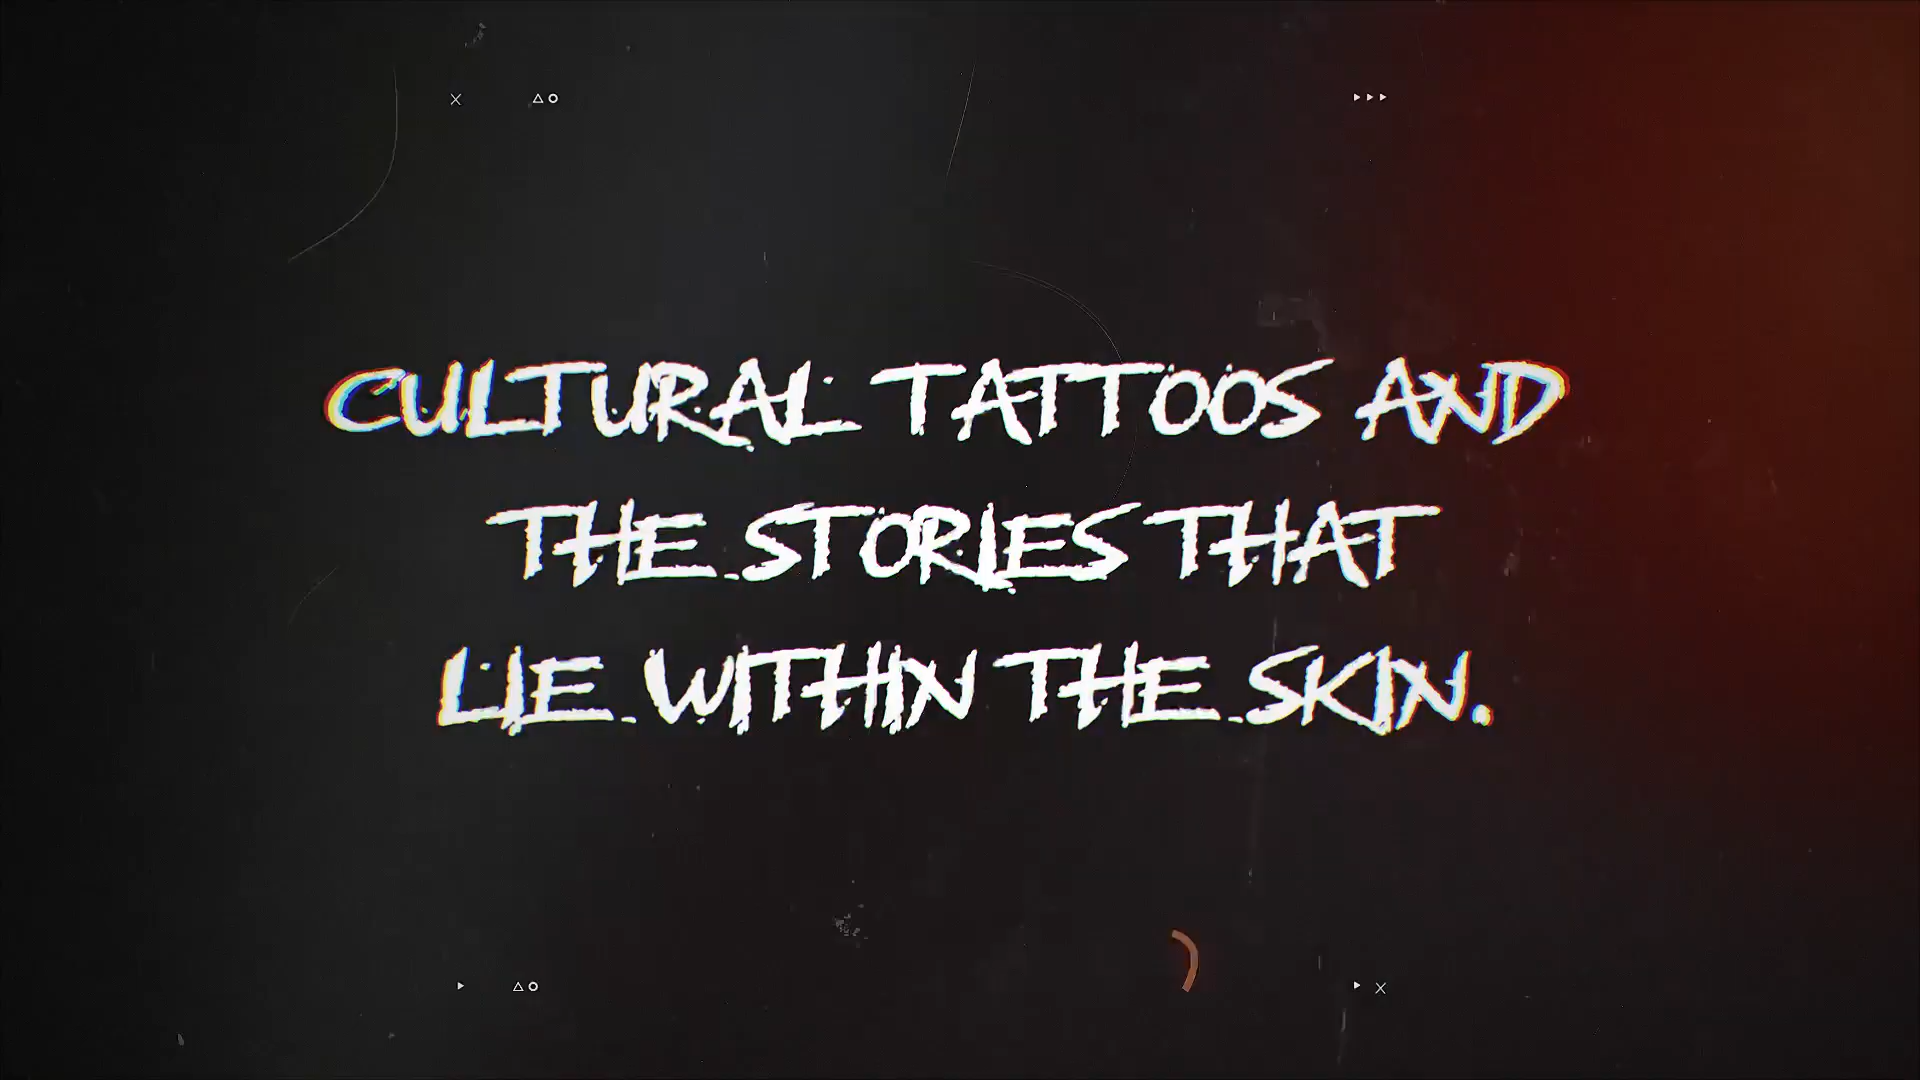 CULTURAL TATTOOS AND
THE STORIES THAT
LIE WITHIN THE SKIN.